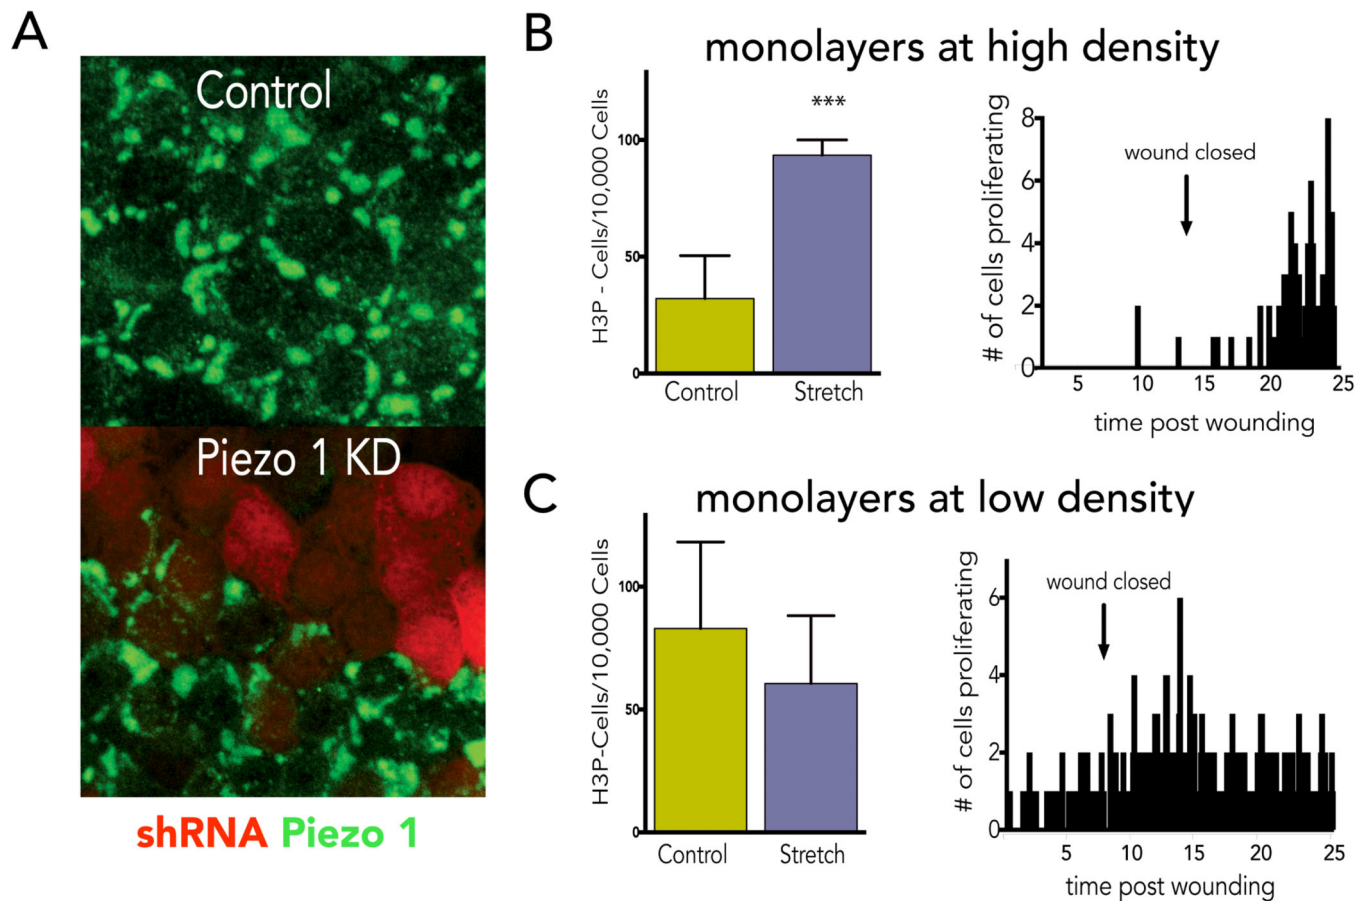 A
Control
Piezo 1 KD
shRNA Piezo 1
B
monolayers at high density
H3P - Cells/10,000 Cells
100
50
0
***
Control Stretch
# of cells proliferating
8
6
4
2
0
wound closed
5 10 15 20 25
time post wounding
C
monolayers at low density
H3P-Cells/10,000 Cells
100
50
0
Control Stretch
# of cells proliferating
6
4
2
0
wound closed
5 10 15 20 25
time post wounding